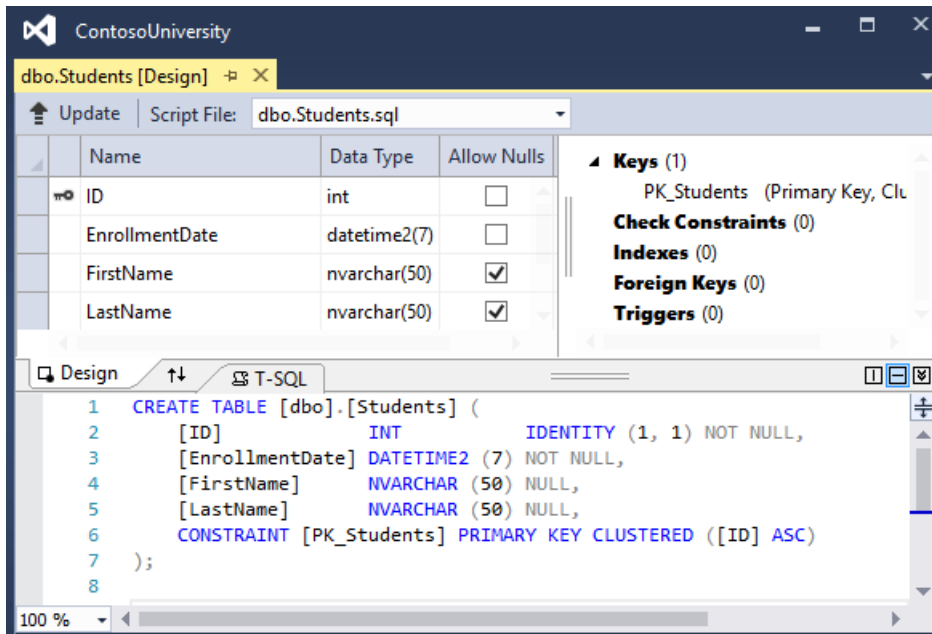 ContosoUniversity
dbo.Students [Design]
Update Script File: dbo.Students.sql
Name Data Type Allow Nulls
ID int
EnrollmentDate datetime2(7)
FirstName nvarchar(50)
LastName nvarchar(50)
Keys (1)
PK_Students (Primary Key, Clu
Check Constraints (0)
Indexes (0)
Foreign Keys (0)
Triggers (0)
Design T-SQL
1 CREATE TABLE [dbo].[Students] (
2 [ID] INT IDENTITY (1, 1) NOT NULL,
3 [EnrollmentDate] DATETIME2 (7) NOT NULL,
4 [FirstName] NVARCHAR (50) NULL,
5 [LastName] NVARCHAR (50) NULL,
6 CONSTRAINT [PK_Students] PRIMARY KEY CLUSTERED ([ID] ASC)
7 );
8
100 %